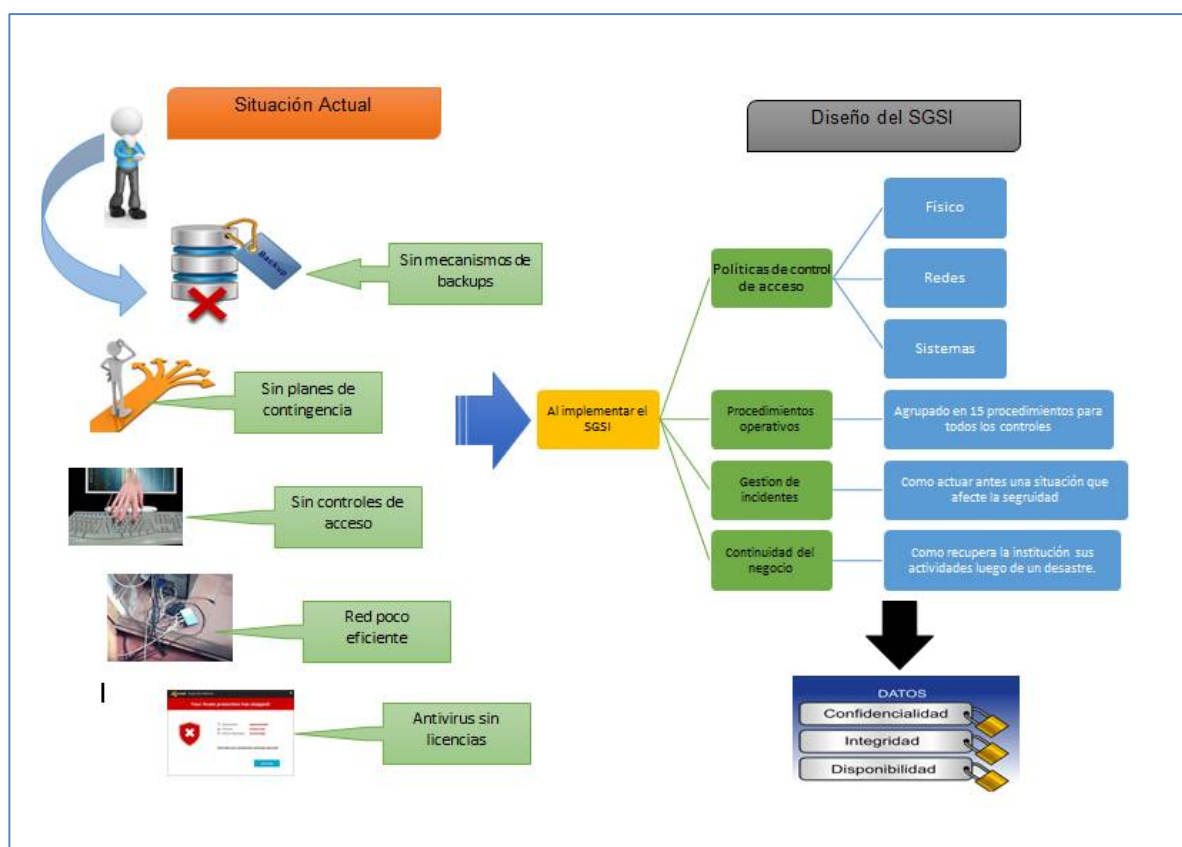 Situación Actual
Diseño del SGSI
Backup
Sin mecanismos de
backups
Sin planes de
contingencia
Sin controles de
acceso
Red poco
eficiente
Antivirus sin
licencias
Al implementar el
SGSI
Políticas de control
de acceso
Físico
Redes
Sistemas
Procedimientos
operativos
Agrupado en 15 procedimientos para
todos los controles
Gestion de
incidentes
Como actuar antes una situación que
afecte la segruidad
Continuidad del
negocio
Como recupera la institución sus
actividades luego de un desastre.
DATOS
Confidencialidad
Integridad
Disponibilidad